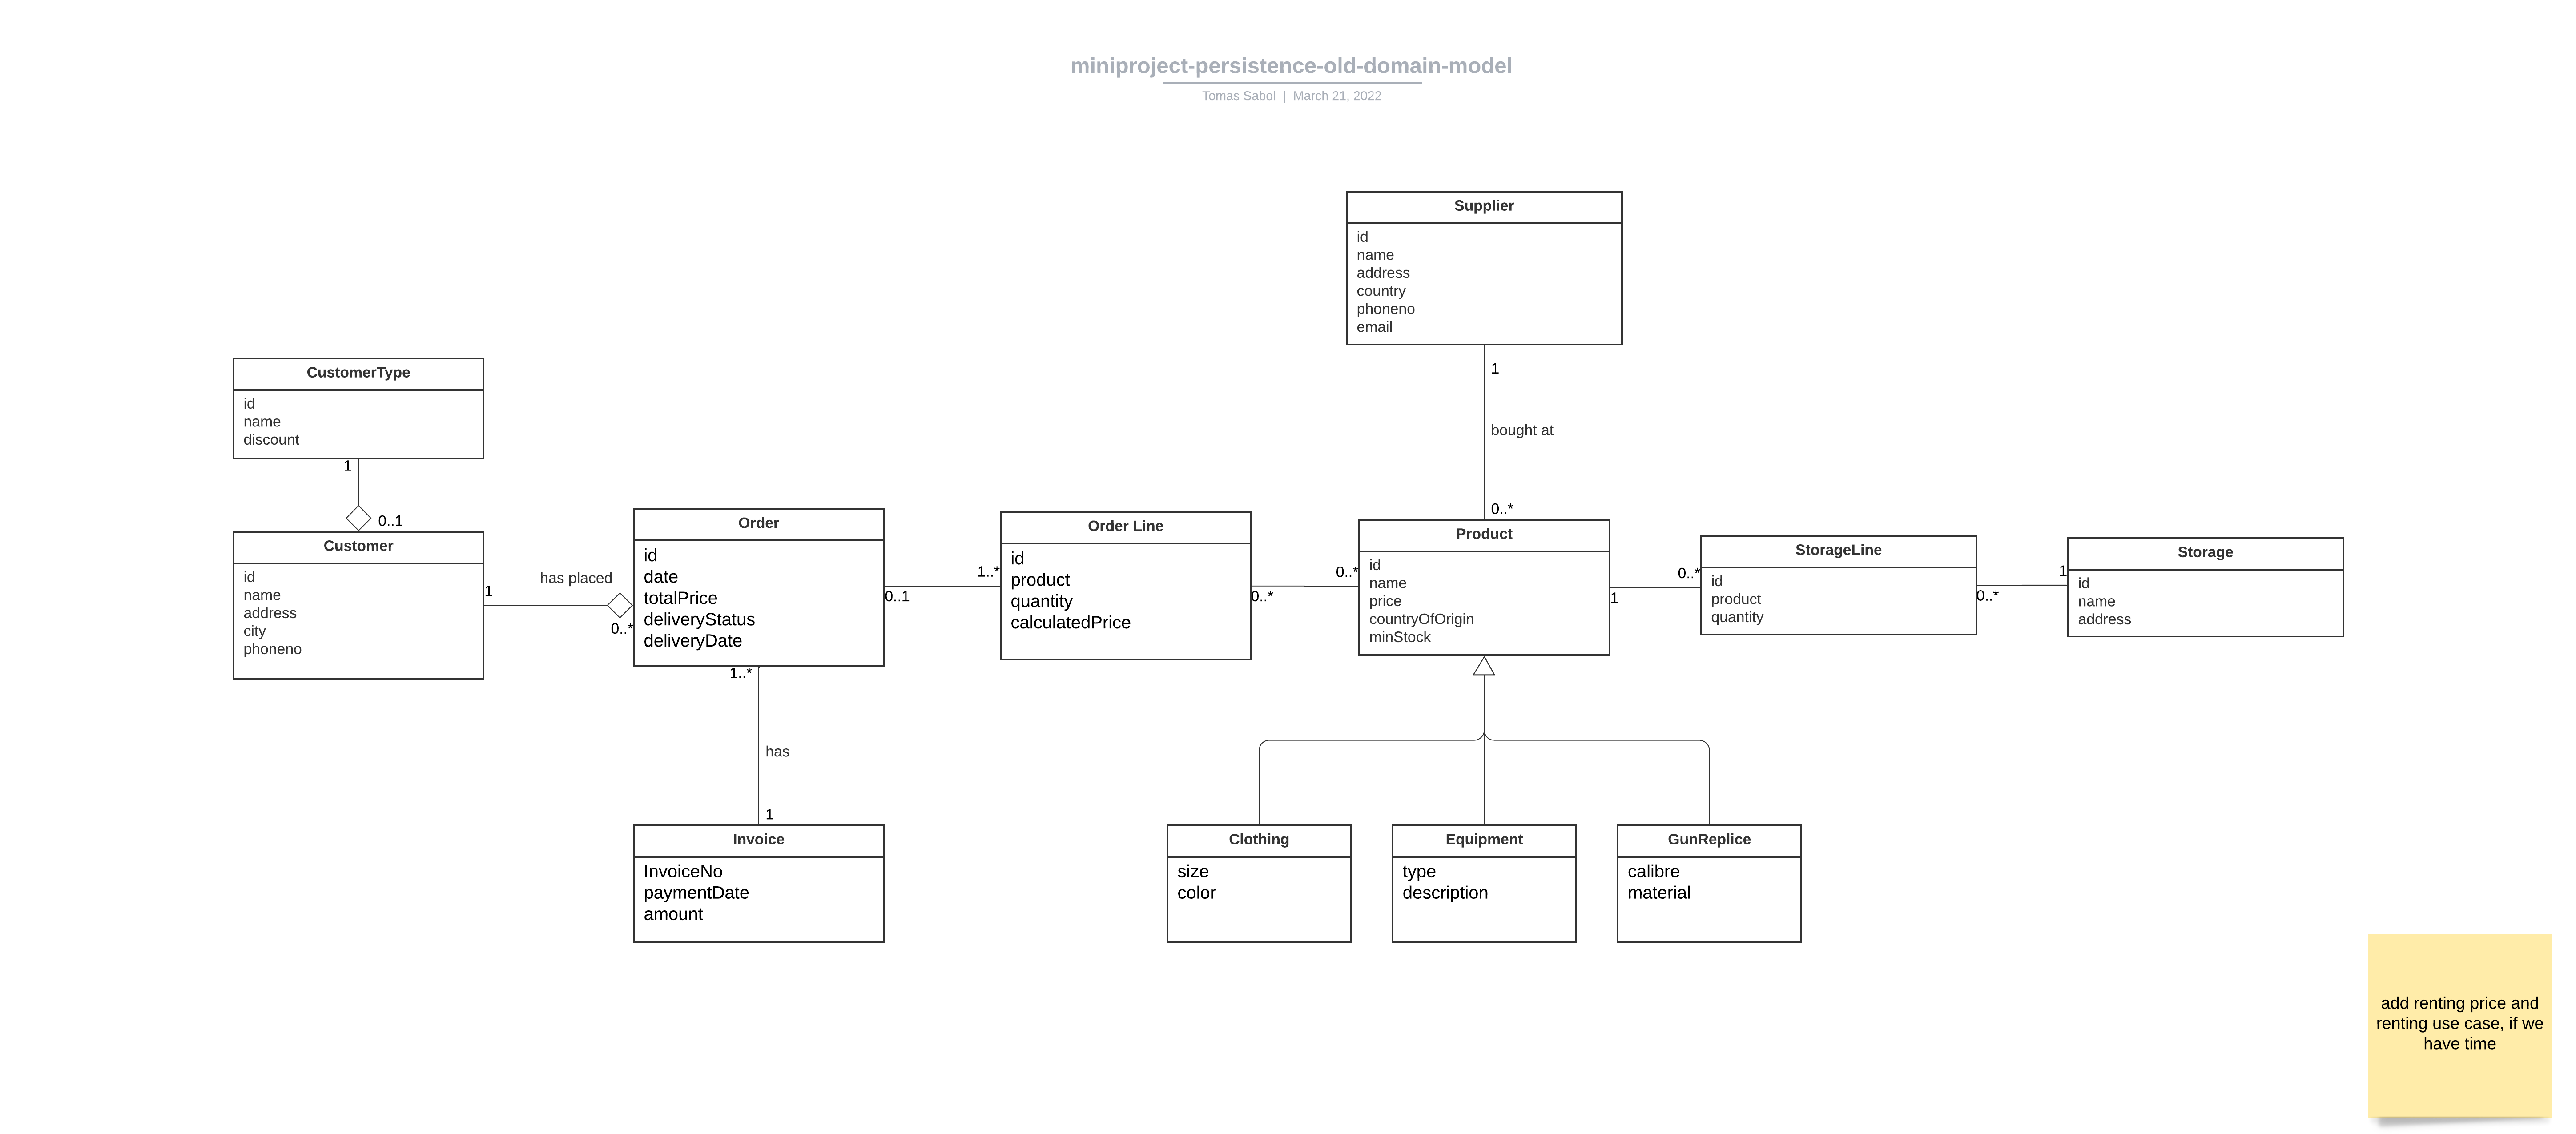 miniproject-persistence-old-domain-model
Tomas Sabol | March 21, 2022
Supplier
id
name
address
country
phoneno
email
1
bought at
0..*
CustomerType
id
name
discount
1
0..1
Customer
id
name
address
city
phoneno
1
has placed
0..*
Order
id
date
totalPrice
deliveryStatus
deliveryDate
0..1
1..*
Order Line
id
product
quantity
calculatedPrice
0..*
0..*
Product
id
name
price
countryOfOrigin
minStock
1
0..*
StorageLine
id
product
quantity
0..*
1
Storage
id
name
address
1..*
has
1
Invoice
InvoiceNo
paymentDate
amount
Clothing
size
color
Equipment
type
description
GunReplice
calibre
material
add renting price and
renting use case, if we
have time